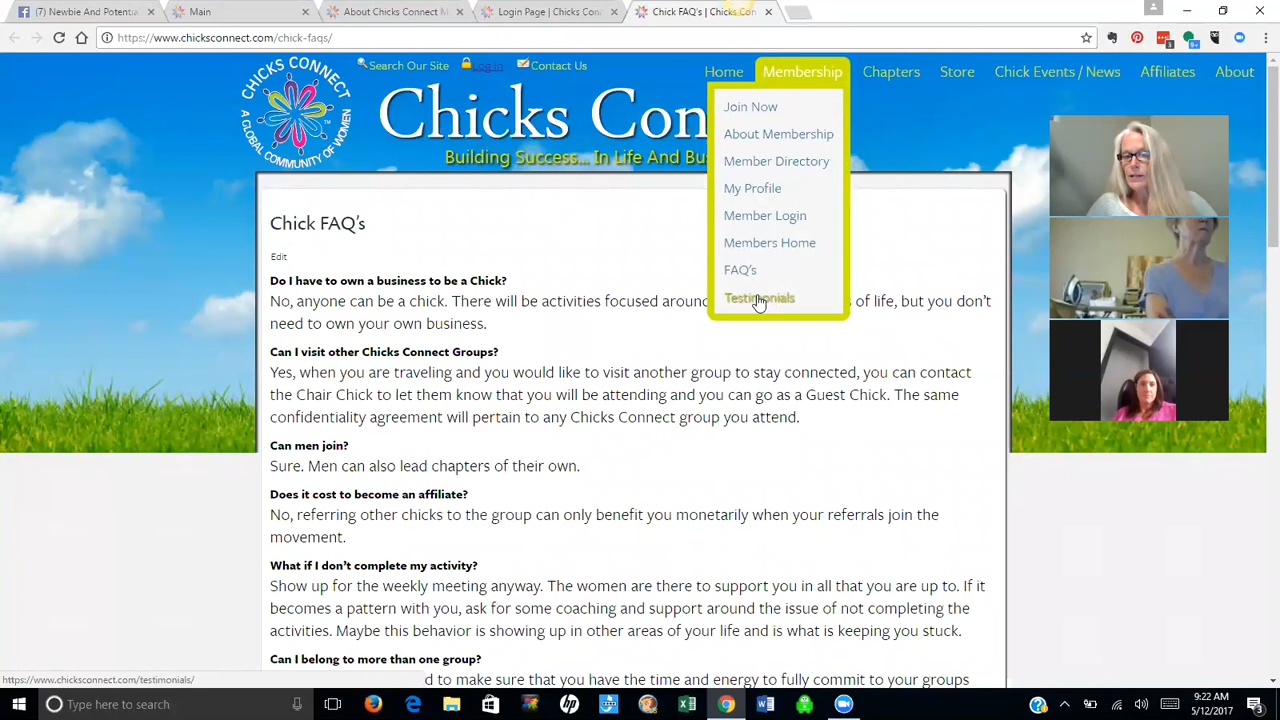 (7) Newbie And Potenti
Main
About Chicks Connect M
Login Page | Chicks Conn
Chick FAQ's | Chicks Con
https://www.chicksconnect.com/chick-faqs/
Search Our Site
Log In
Contact Us
Home
Membership
Chapters
Store
Chick Events / News
Affiliates
About
CHICKS CONNECT
A GLOBAL COMMUNITY OF WOMEN
Chicks Con
Building Success... In Life And Bu
Join Now
About Membership
Member Directory
My Profile
Member Login
Members Home
FAQ's
Testimonials
Chick FAQ's
Edit
Do I have to own a business to be a Chick?
No, anyone can be a chick. There will be activities focused around s of life, but you don't
need to own your own business.
Can I visit other Chicks Connect Groups?
Yes, when you are traveling and you would like to visit another group to stay connected, you can contact
the Chair Chick to let them know that you will be attending and you can go as a Guest Chick. The same
confidentiality agreement will pertain to any Chicks Connect group you attend.
Can men join?
Sure. Men can also lead chapters of their own.
Does it cost to become an affiliate?
No, referring other chicks to the group can only benefit you monetarily when your referrals join the
movement.
What if I don't complete my activity?
Show up for the weekly meeting anyway. The women are there to support you in all that you are up to. If it
becomes a pattern with you, ask for some coaching and support around the issue of not completing the
activities. Maybe this behavior is showing up in other areas of your life and is what is keeping you stuck.
Can I belong to more than one group?
d to make sure that you have the time and energy to fully commit to your groups
https://www.chicksconnect.com/testimonials/
Type here to search
9:22 AM
5/12/2017